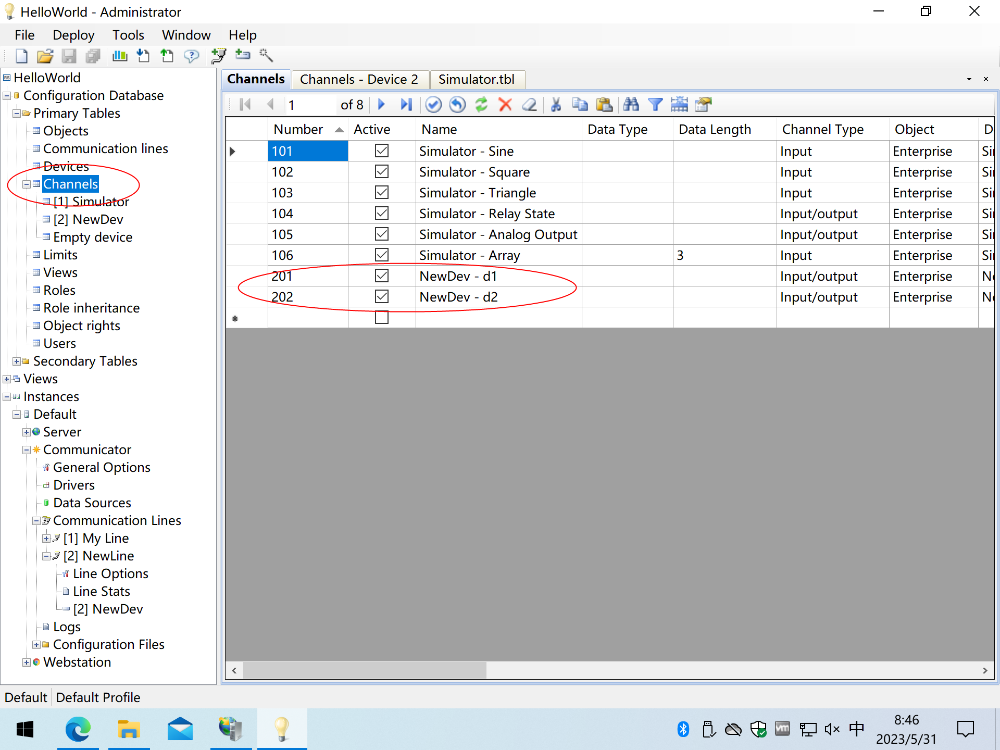 HelloWorld - Administrator
File Deploy Tools Window Help
HelloWorld
Configuration Database
Primary Tables
Objects
Communication lines
Devices
Channels
[1] Simulator
[2] NewDev
Empty device
Limits
Views
Roles
Role inheritance
Object rights
Users
Secondary Tables
Views
Instances
Default
Server
Communicator
General Options
Drivers
Data Sources
Communication Lines
[1] My Line
[2] NewLine
Line Options
Line Stats
[2] NewDev
Logs
Configuration Files
Webstation
Channels Channels - Device 2 Simulator.tbl
1 of 8
Number Active Name Data Type Data Length Channel Type Object
101 Simulator - Sine Input Enterprise
102 Simulator - Square Input Enterprise
103 Simulator - Triangle Input Enterprise
104 Simulator - Relay State Input/output Enterprise
105 Simulator - Analog Output Input/output Enterprise
106 Simulator - Array 3 Input Enterprise
201 NewDev - d1 Input/output Enterprise
202 NewDev - d2 Input/output Enterprise
Default Default Profile
中
8:46
2023/5/31